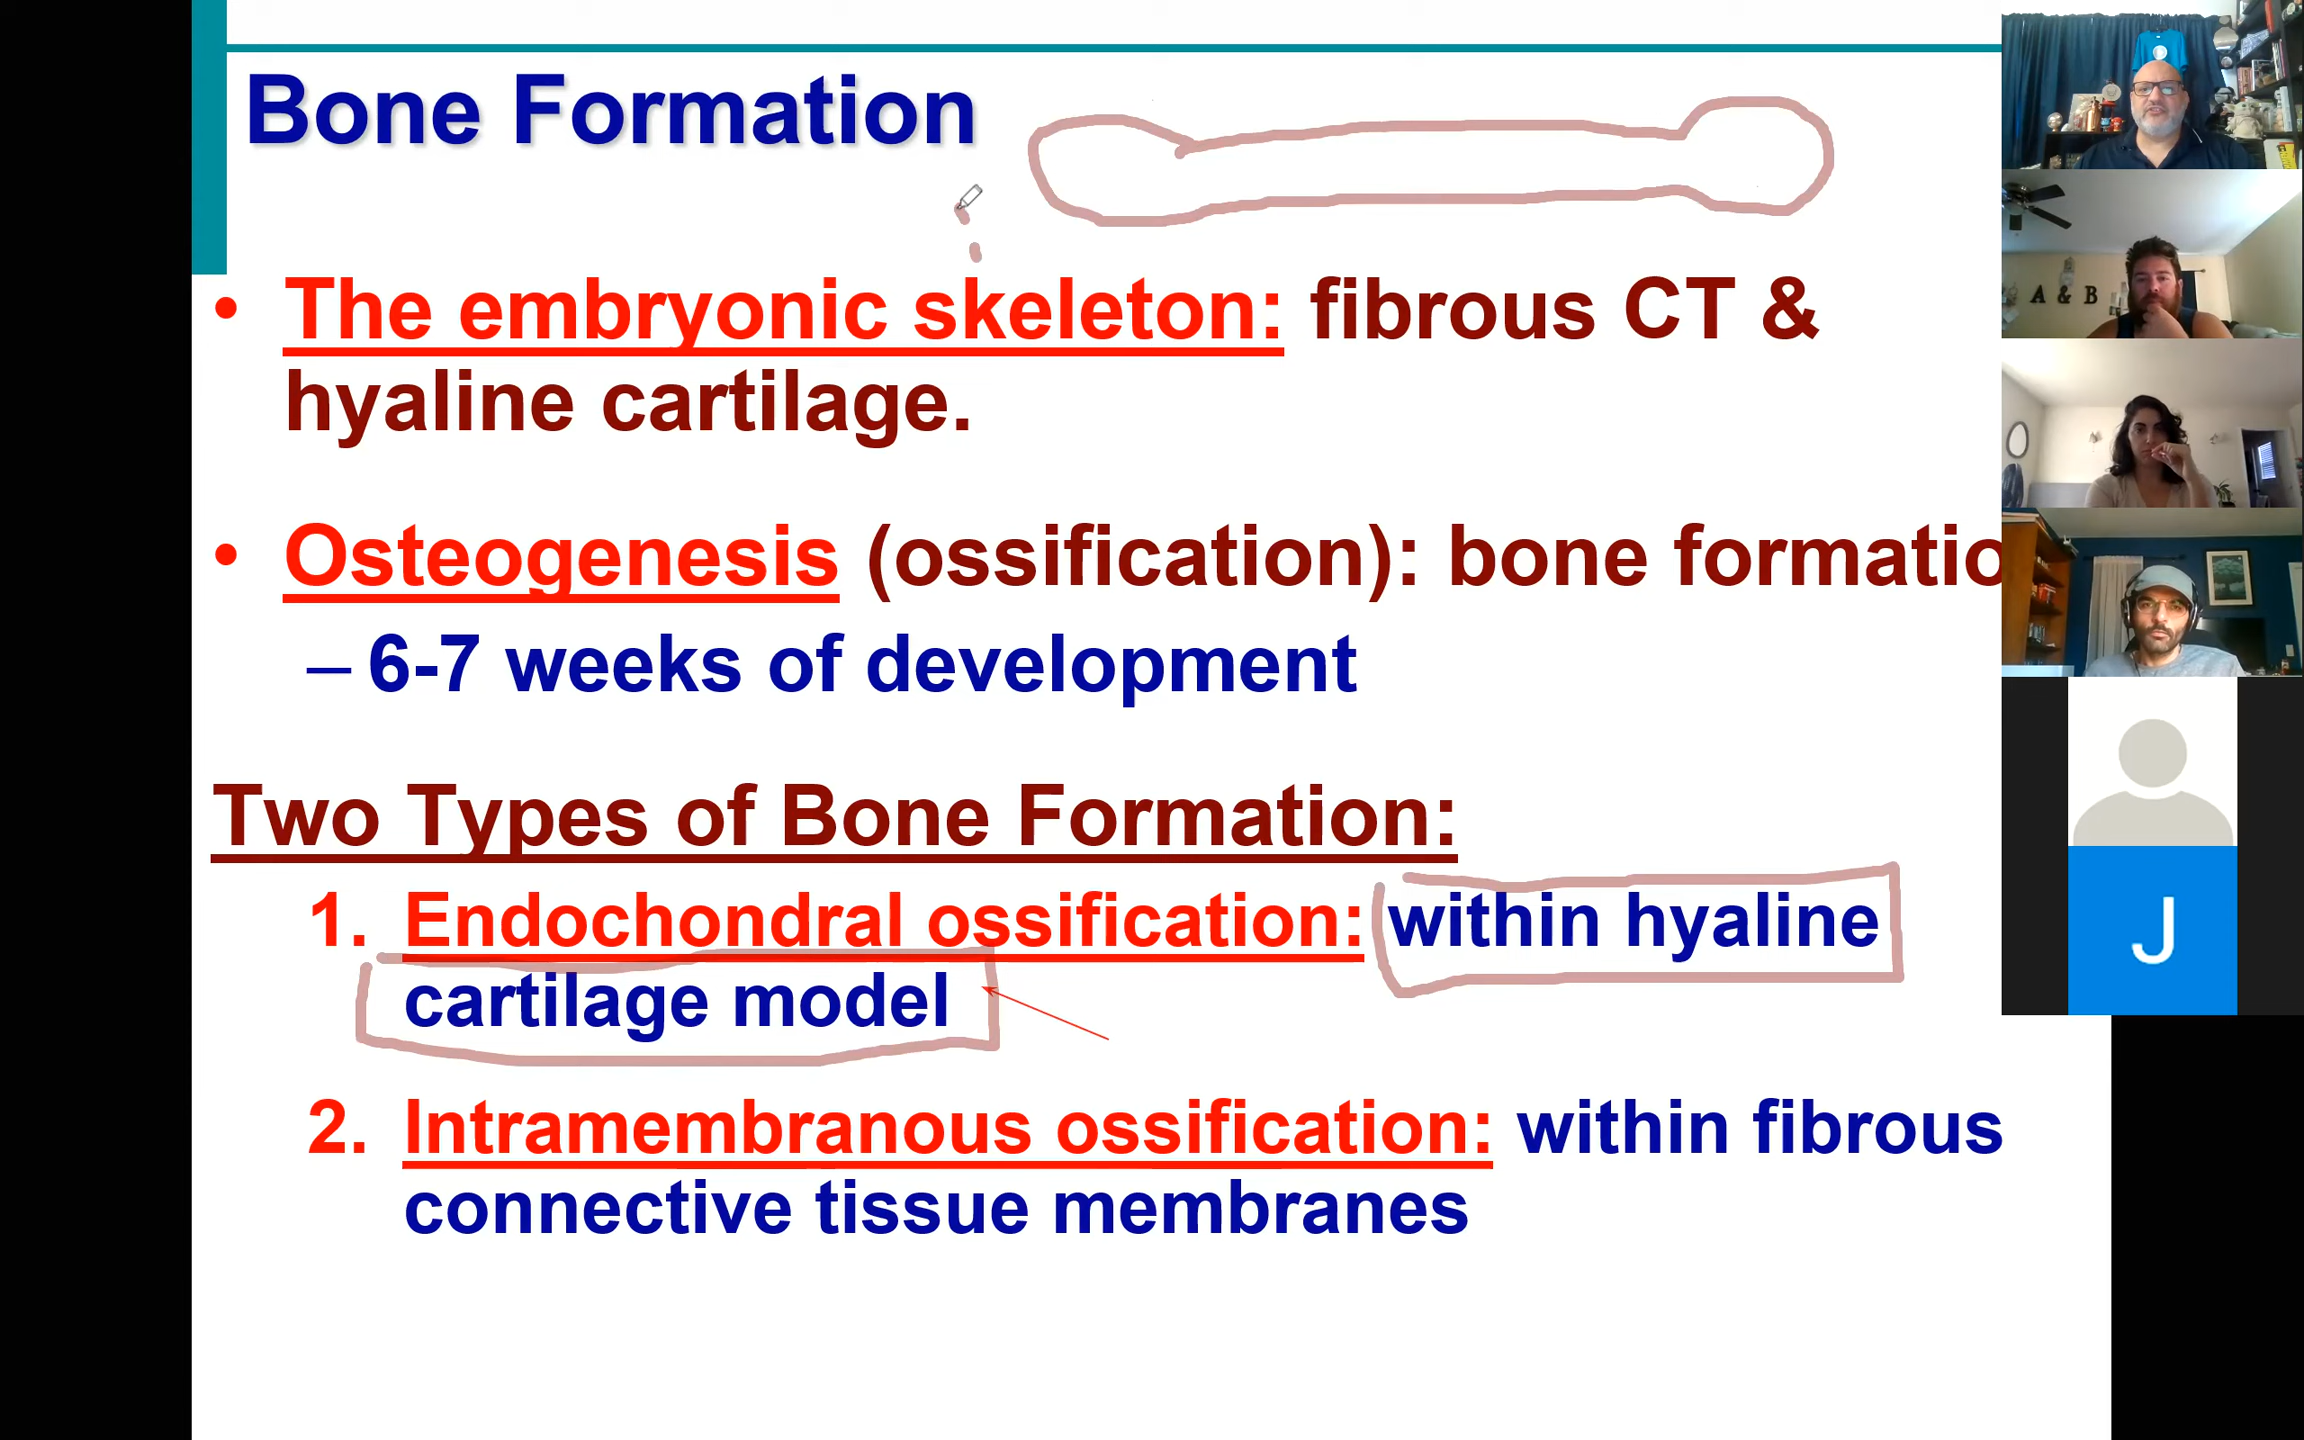 Bone Formation
• The embryonic skeleton: fibrous CT &
hyaline cartilage.
• Osteogenesis (ossification): bone formatio
– 6-7 weeks of development
Two Types of Bone Formation:
1. Endochondral ossification: within hyaline
cartilage model
2. Intramembranous ossification: within fibrous
connective tissue membranes
A & B
J